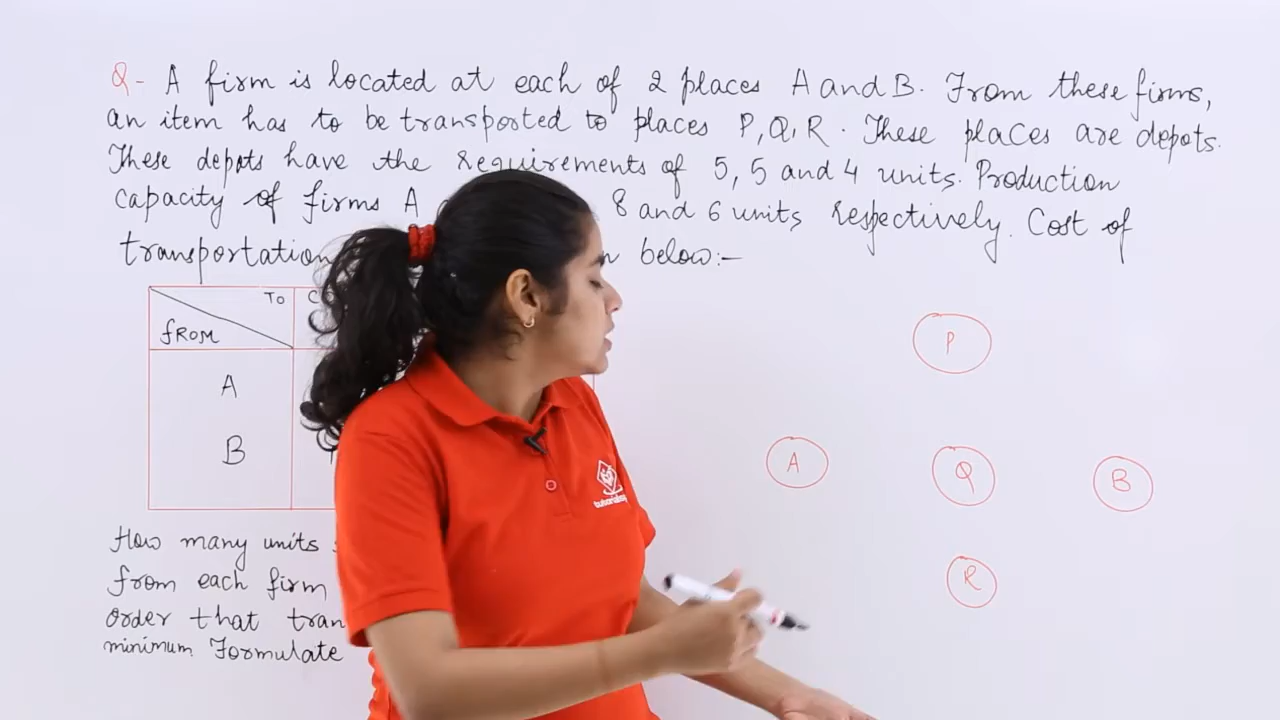 Q- A firm is located at each of 2 places A and B. From these firms,
an item has to be transported to places P, Q, R. These places are depots.
These depots have the requirements of 5, 5 and 4 units. Production
capacity of firms A 8 and 6 units respectively. Cost of
transportation below:-
To
FROM
A
B
P
A
Q
B
R
How many units
from each firm
order that
minimum Formulate